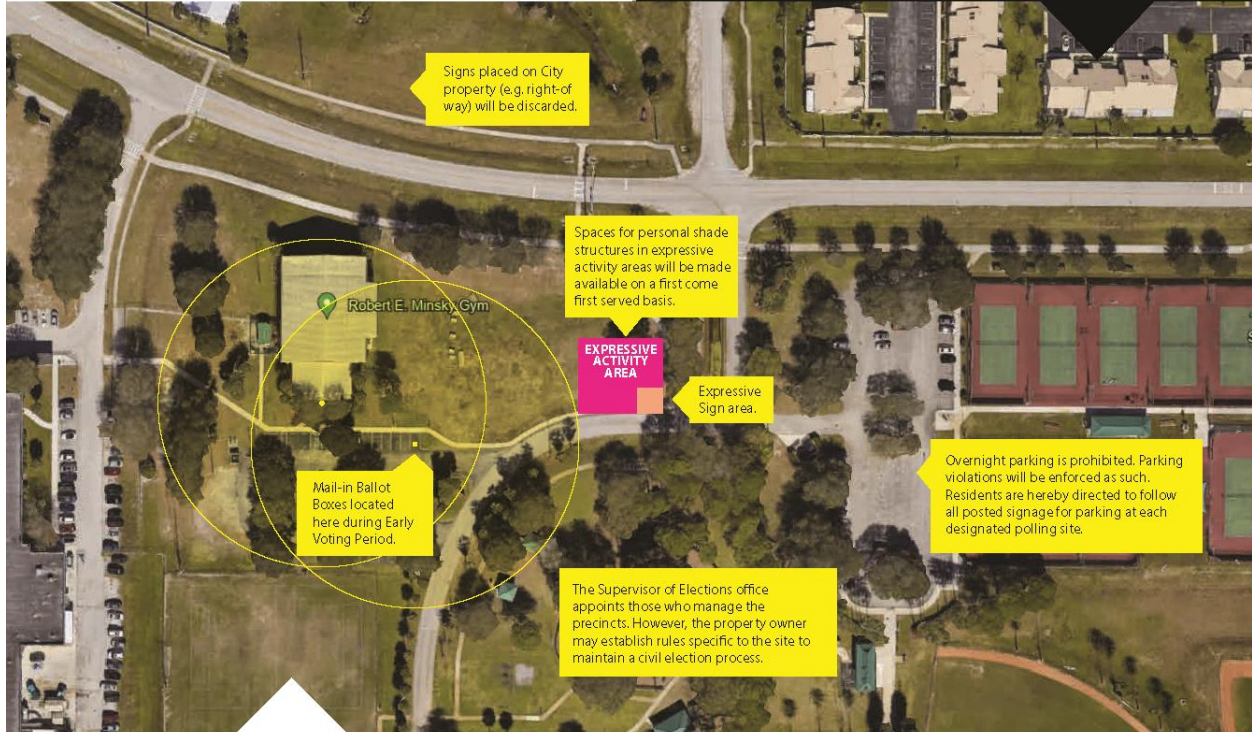 Signs placed on City
property (e.g. right-of
way) will be discarded.
Spaces for personal shade
structures in expressive
activity areas will be made
available on a first come
first served basis.
Robert E. Minsky Gym
EXPRESSIVE
ACTIVITY
AREA
Expressive
Sign area.
Mail-in Ballot
Boxes located
here during Early
Voting Period.
Overnight parking is prohibited. Parking
violations will be enforced as such.
Residents are hereby directed to follow
all posted signage for parking at each
designated polling site.
The Supervisor of Elections office
appoints those who manage the
precincts. However, the property owner
may establish rules specific to the site to
maintain a civil election process.